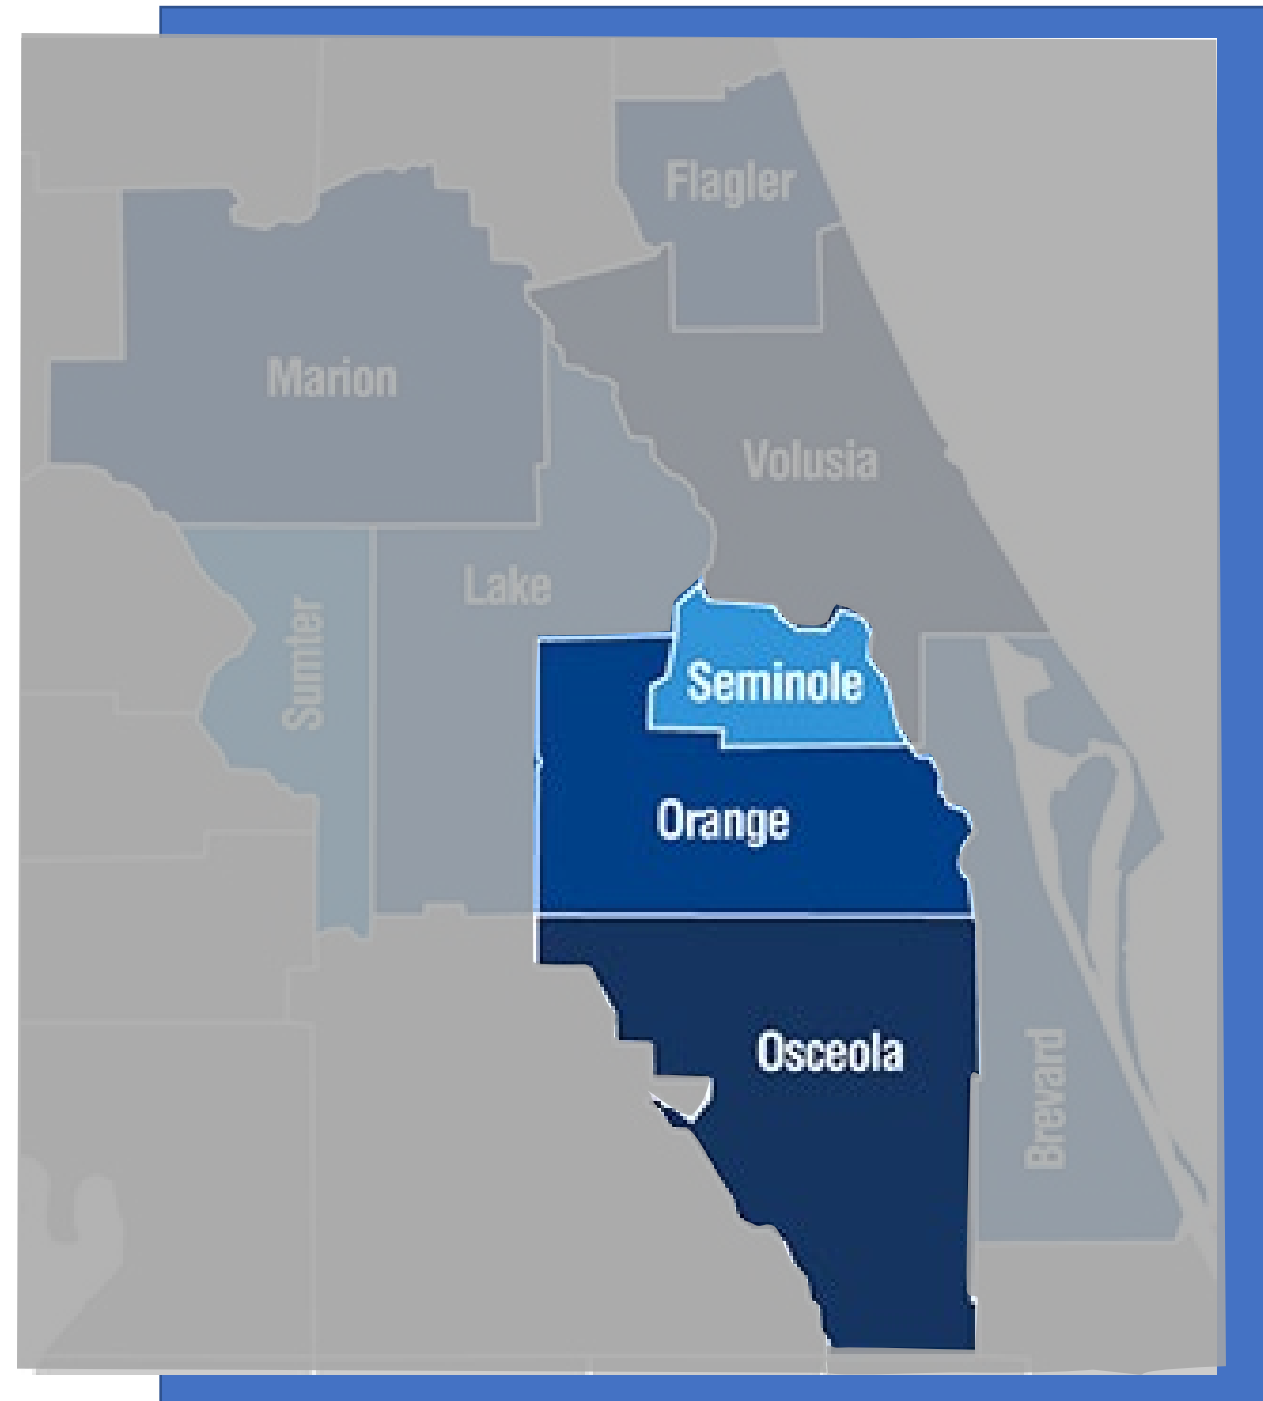 Flagler
Marion
Volusia
Lake
Sumter
Seminole
Orange
Osceola
Brevard